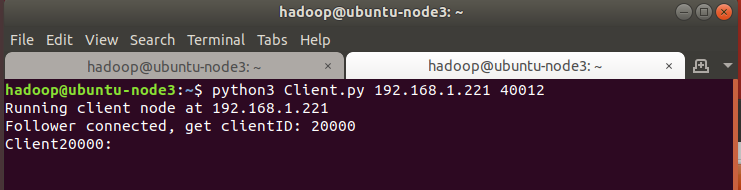 hadoop@ubuntu-node3: ~
File Edit View Search Terminal Tabs Help
hadoop@ubuntu-node3: ~ × hadoop@ubuntu-node3: ~ ×
hadoop@ubuntu-node3:~$ python3 Client.py 192.168.1.221 40012
Running client node at 192.168.1.221
Follower connected, get clientID: 20000
Client20000: